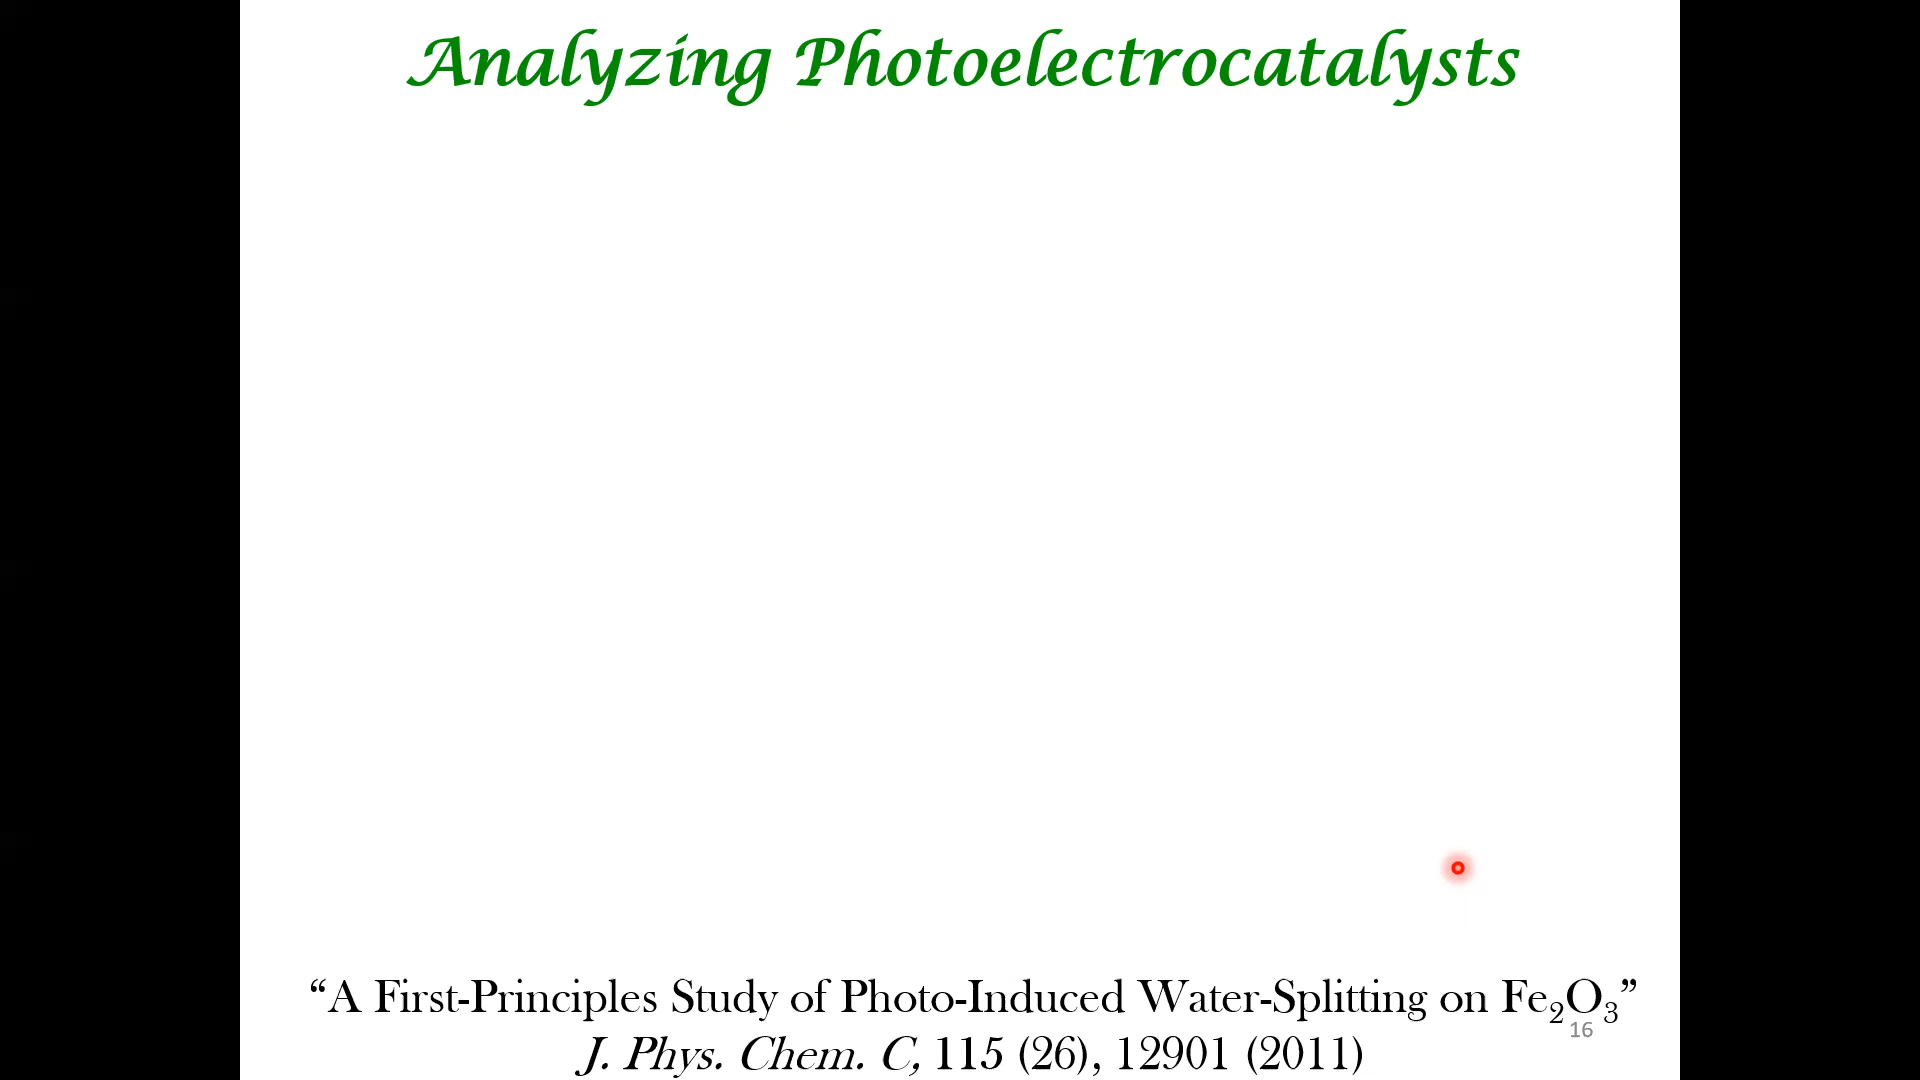 Analyzing Photoelectrocatalysts
“A First-Principles Study of Photo-Induced Water-Splitting on Fe₂O₃”
16
J. Phys. Chem. C, 115 (26), 12901 (2011)